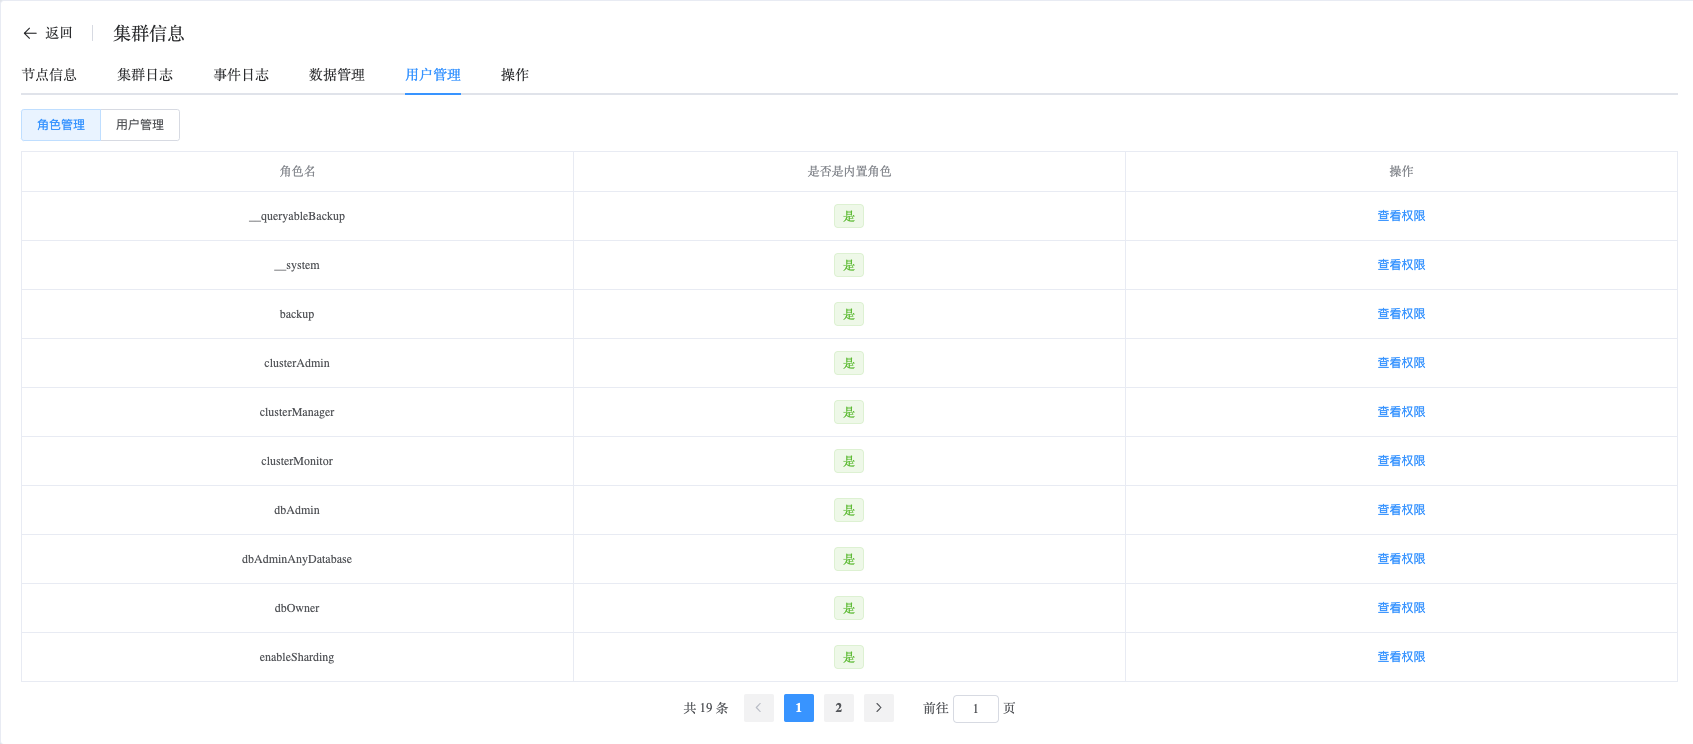 返回 集群信息
节点信息 集群日志 事件日志 数据管理 用户管理 操作
角色管理 用户管理
角色名 是否是内置角色 操作
__queryableBackup 是 查看权限
__system 是 查看权限
backup 是 查看权限
clusterAdmin 是 查看权限
clusterManager 是 查看权限
clusterMonitor 是 查看权限
dbAdmin 是 查看权限
dbAdminAnyDatabase 是 查看权限
dbOwner 是 查看权限
enableSharding 是 查看权限
共 19 条 1 2 前往 1 页